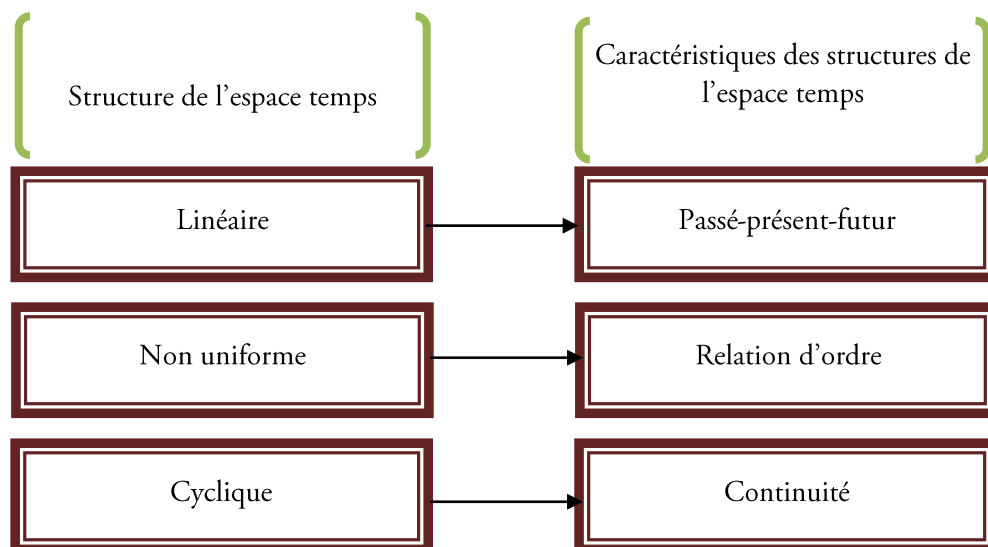 Structure de l’espace temps
Caractéristiques des structures de
l’espace temps
Linéaire
Passé-présent-futur
Non uniforme
Relation d’ordre
Cyclique
Continuité